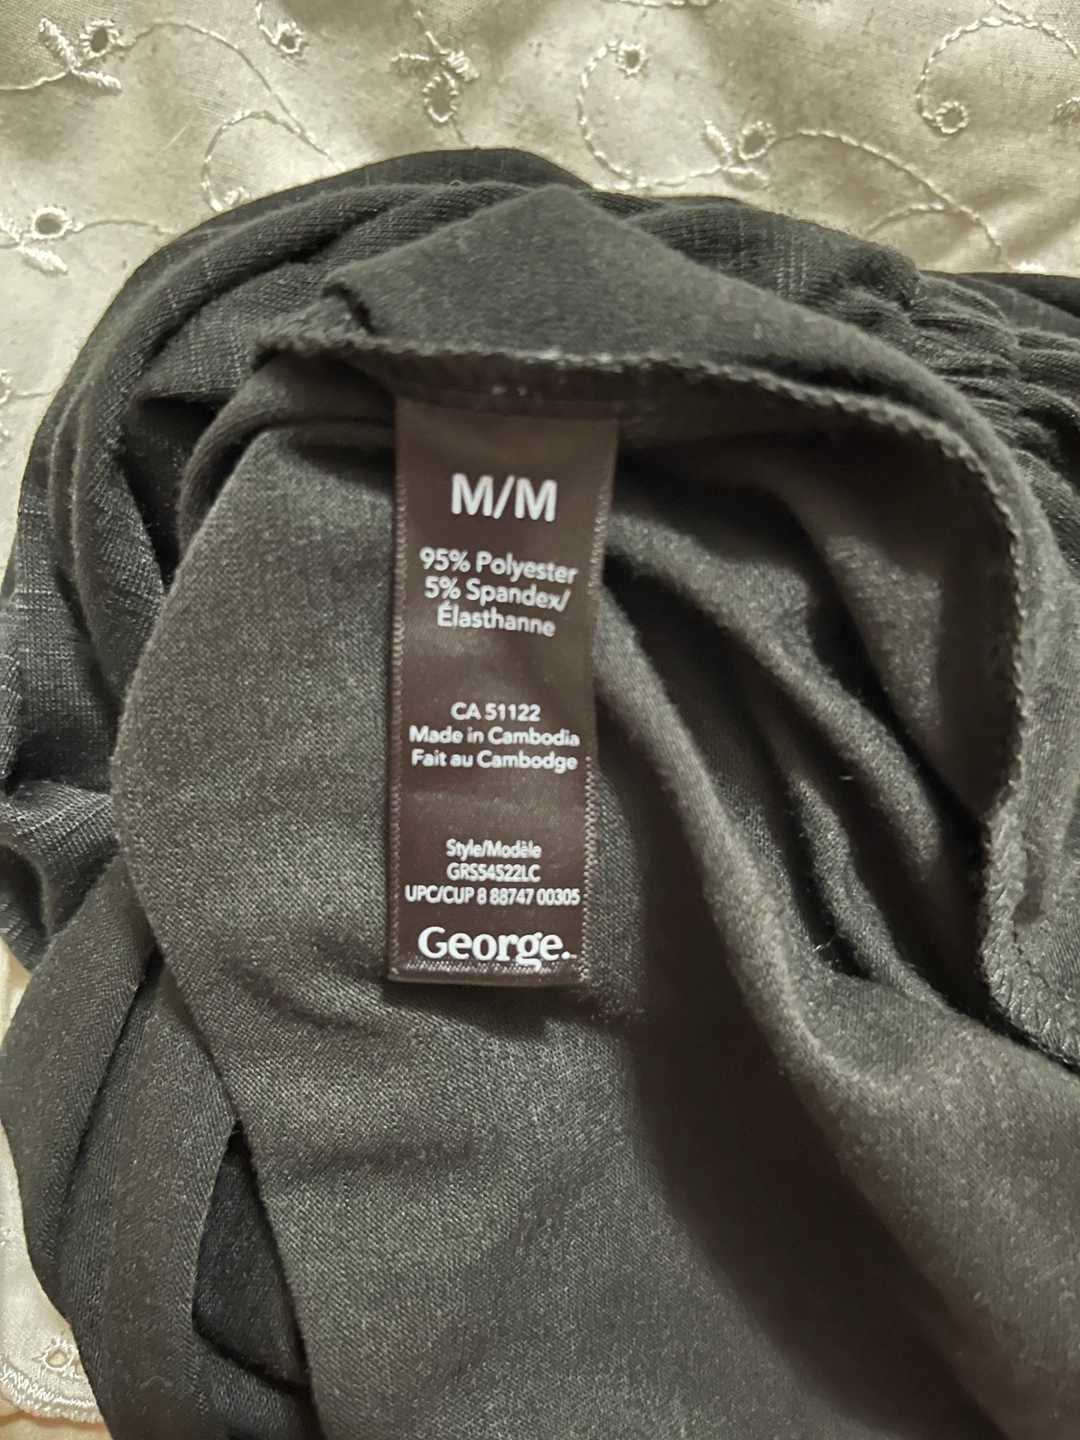 M/M
95% Polyester
5% Spandex/
Élasthanne
CA 51122
Made in Cambodia
Fait au Cambodge
Style/Modèle
GRS54522LC
UPC/CUP 8 88747 00305
George.